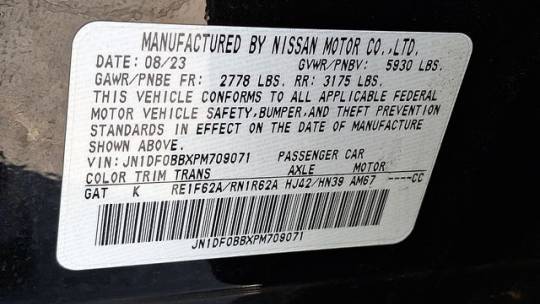 MANUFACTURED BY NISSAN MOTOR CO.,LTD.
DATE: 08/23 GVWR/PNBV: 5930 LBS.
GAWR/PNBE FR: 2778 LBS. RR: 3175 LBS.
THIS VEHICLE CONFORMS TO ALL APPLICABLE FEDERAL
MOTOR VEHICLE SAFETY,BUMPER,AND THEFT PREVENTION
STANDARDS IN EFFECT ON THE DATE OF MANUFACTURE
SHOWN ABOVE.
VIN: JN1DF0BBXPM709071 PASSENGER CAR
COLOR TRIM TRANS AXLE MOTOR
GAT K RE1F62A/RN1R62A HJ42/HN39 AM67 ----CC
JN1DF0BBXPM709071